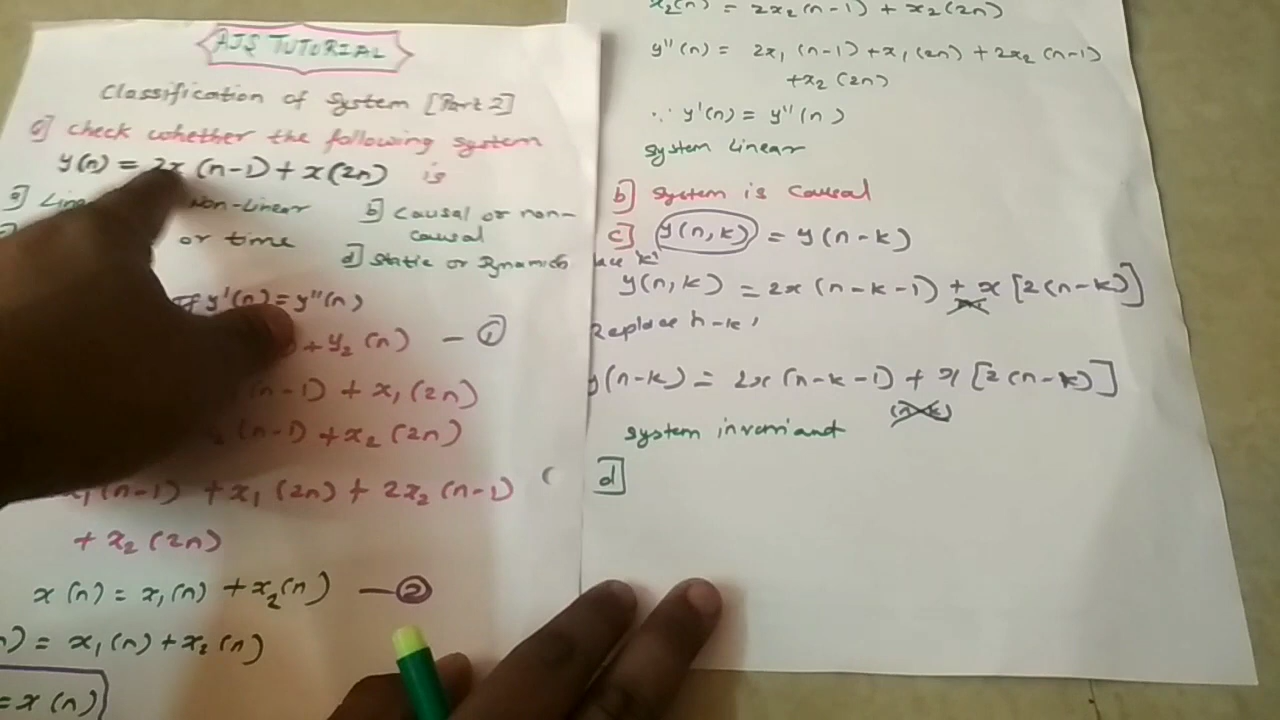 AJS TUTORIAL
Classification of System [Part 2]
Q] Check whether the following system
y(n) = 2x(n-1) + x(2n) is
a] Non-Linear b] Causal or non-
or time causal
d] Static or Dynamic
y'(n) = y''(n)
+ y₂(n) — ①
(n-1) + x₁(2n)
(n-1) + x₂(2n)
x₁(n-1) + x₁(2n) + 2x₂(n-1)
+ x₂(2n)
x(n) = x₁(n) + x₂(n) — ②
= x₁(n) + x₂(n)
= x(n)
x₂(n) = 2x₂(n-1) + x₂(2n)
y''(n) = 2x₁(n-1) + x₁(2n) + 2x₂(n-1)
+ x₂(2n)
∵ y'(n) = y''(n)
System Linear
b] System is Causal
c] y(n,k) = y(n-k)
y(n,k) = 2x(n-k-1) + x[2(n-k)]
Replace n-k'
y(n-k) = 2x(n-k-1) + x[2(n-k)]
System invariant
d]